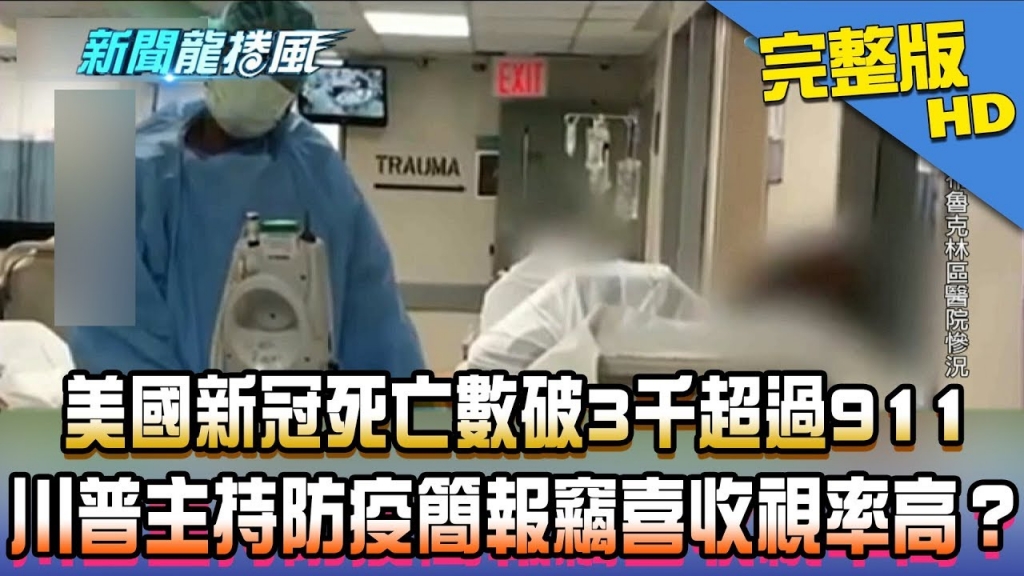 新聞龍捲風
完整版
HD
EXIT
TRAUMA
魯克林區醫院慘況
美國新冠死亡數破3千超過911
川普主持防疫簡報竊喜收視率高？